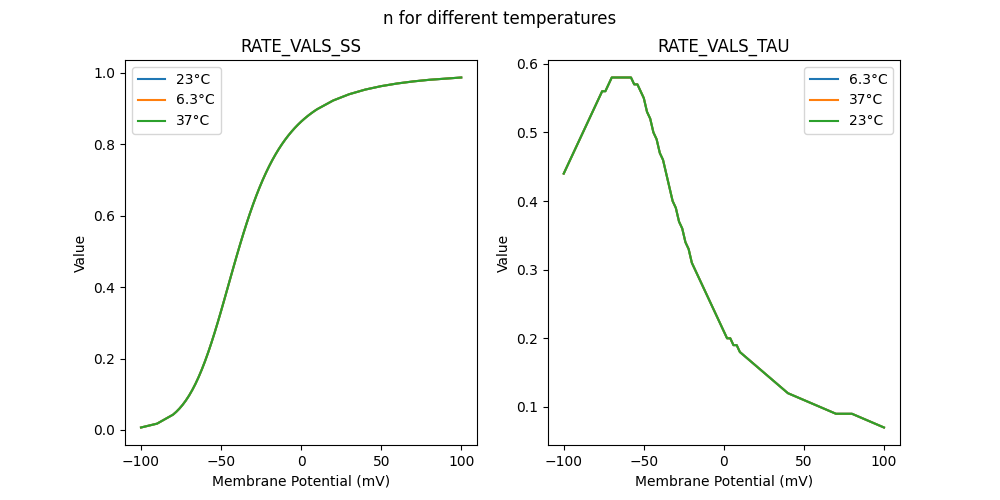 n for different temperatures
RATE_VALS_SS
1.0
0.8
0.6
0.4
0.2
0.0
Value
23°C
6.3°C
37°C
−100
−50
0
50
100
Membrane Potential (mV)
RATE_VALS_TAU
0.6
0.5
0.4
0.3
0.2
0.1
Value
6.3°C
37°C
23°C
−100
−50
0
50
100
Membrane Potential (mV)